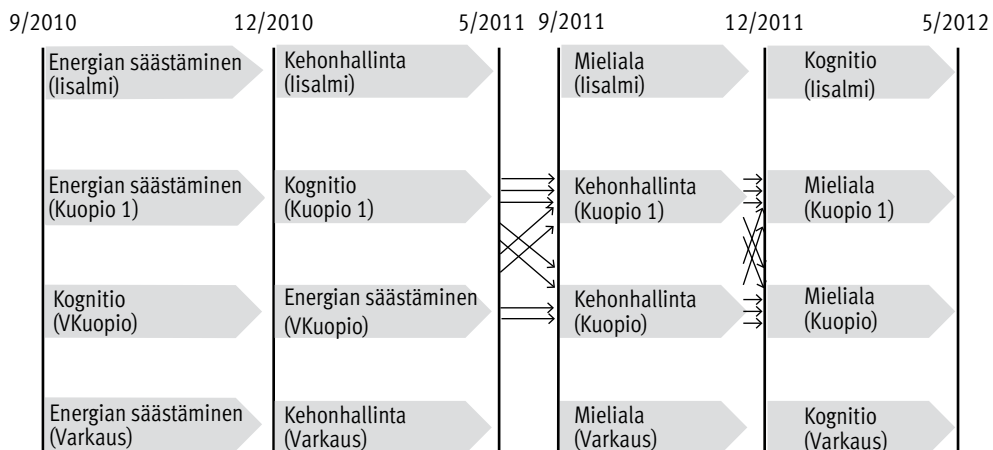 9/2010 12/2010 5/2011 9/2011 12/2011 5/2012
Energian säästäminen
(Iisalmi)
Kehonhallinta
(Iisalmi)
Mieliala
(Iisalmi)
Kognitio
(Iisalmi)
Energian säästäminen
(Kuopio 1)
Kognitio
(Kuopio 1)
Kehonhallinta
(Kuopio 1)
Mieliala
(Kuopio 1)
Kognitio
(VKuopio)
Energian säästäminen
(VKuopio)
Kehonhallinta
(Kuopio)
Mieliala
(Kuopio)
Energian säästäminen
(Varkaus)
Kehonhallinta
(Varkaus)
Mieliala
(Varkaus)
Kognitio
(Varkaus)